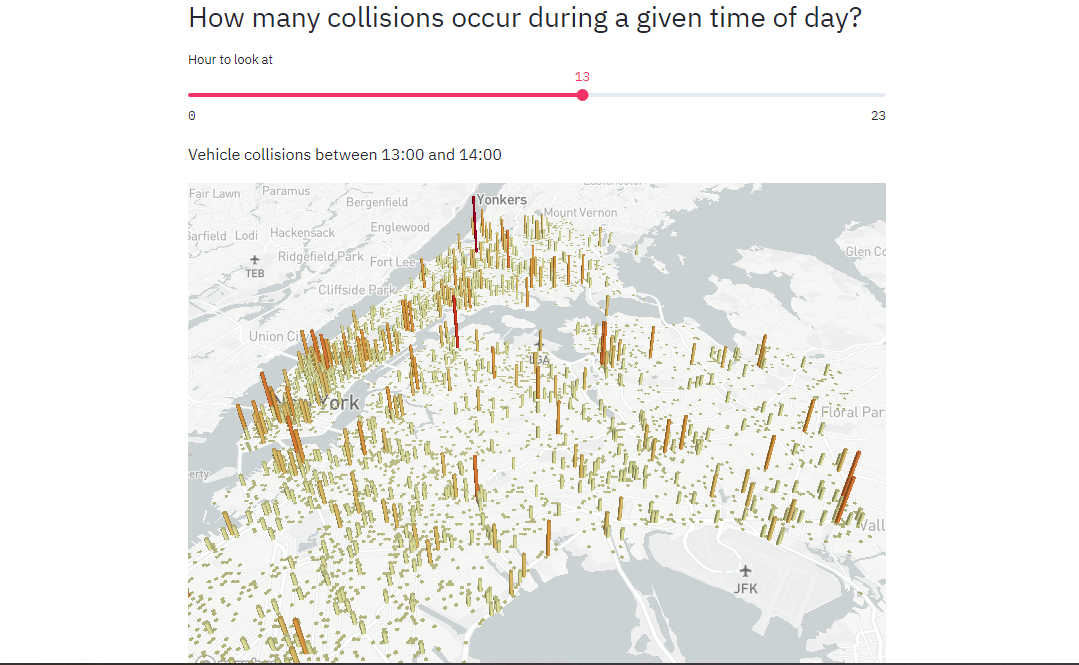 How many collisions occur during a given time of day?
Hour to look at
13
0
23
Vehicle collisions between 13:00 and 14:00
Fair Lawn
Paramus
Bergenfield
Yonkers
Mount Vernon
Lodi
Hackensack
Englewood
Ridgefield Park
Fort Lee
TEB
Glen Co
Cliffside Park
Union Ci
LGA
York
Floral Par
erty
Vall
JFK